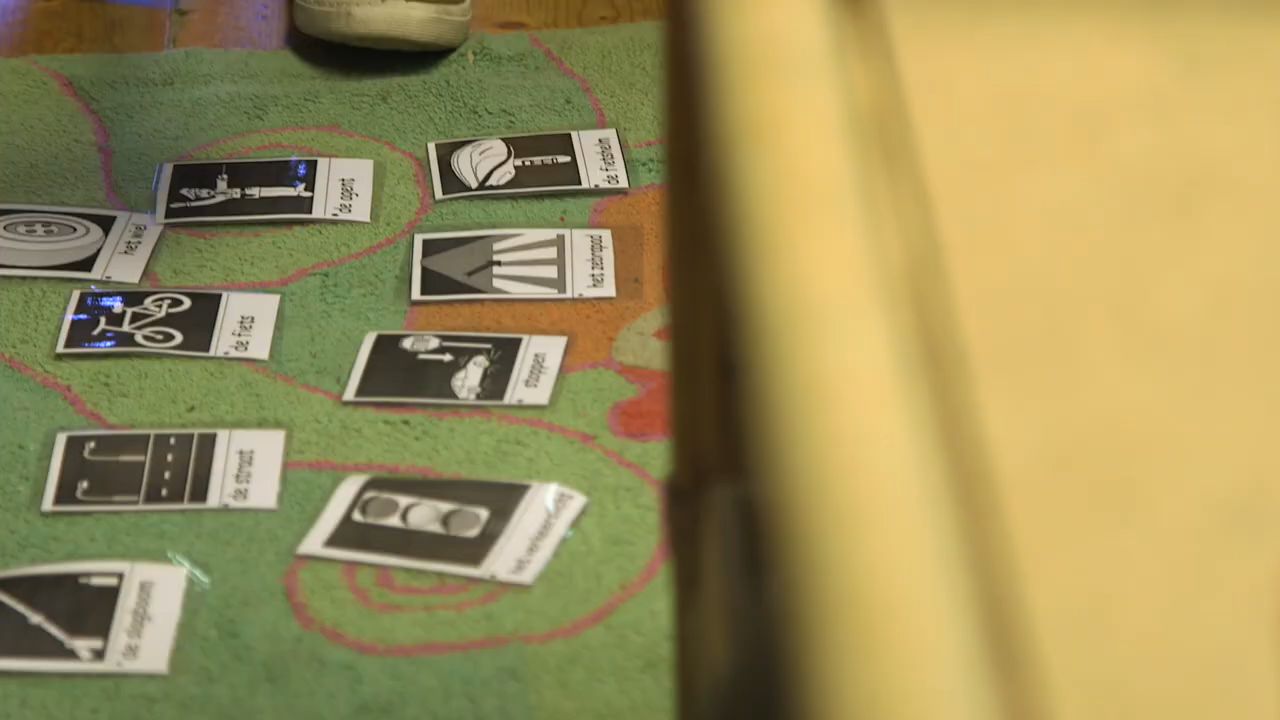 de fietshelm
de agent
het wiel
het zebrapad
de fiets
stoppen
de straat
het verkeerslicht
de slagboom